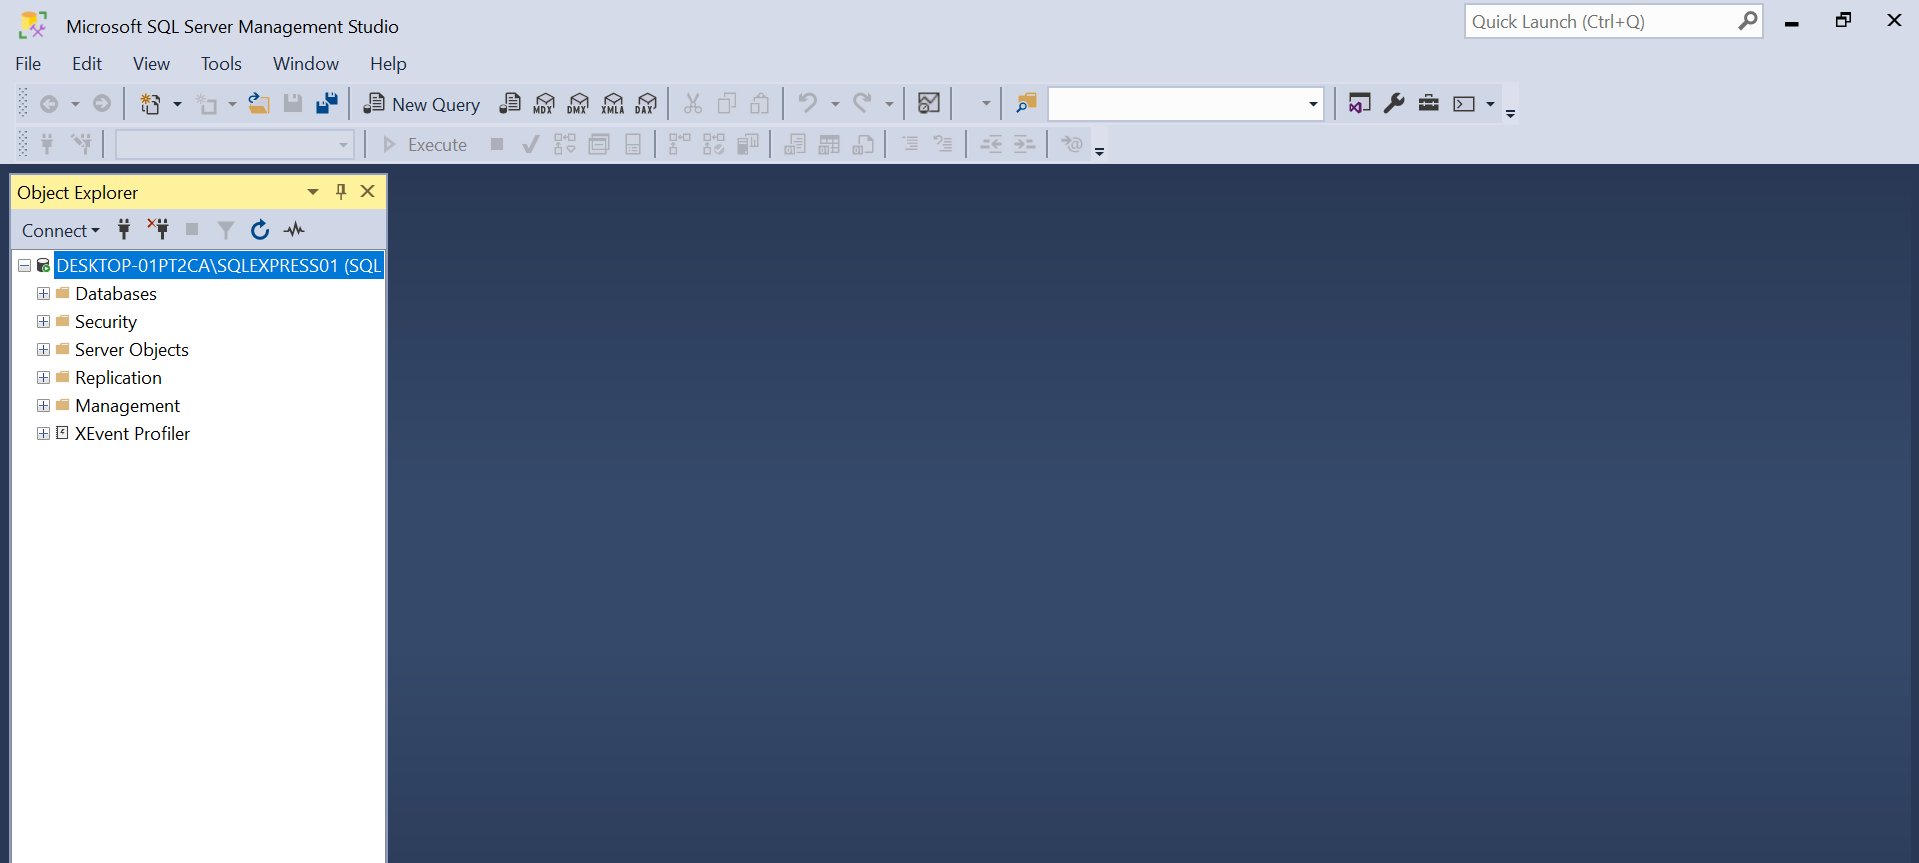 Microsoft SQL Server Management Studio
Quick Launch (Ctrl+Q)
File Edit View Tools Window Help
New Query MDX DMX XMLA DAX
Execute
Object Explorer
Connect
DESKTOP-01PT2CA\SQLEXPRESS01 (SQL
Databases
Security
Server Objects
Replication
Management
XEvent Profiler